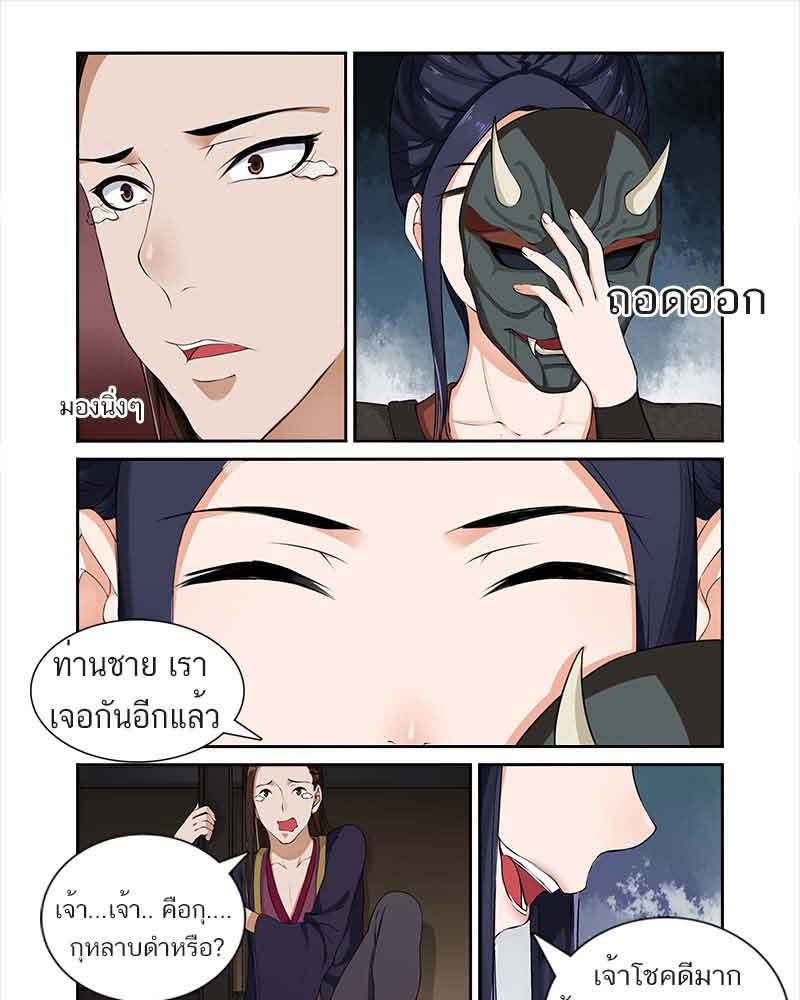 มองนิ่งๆ
ถอดออก
ท่านชาย เรา
เจอกันอีกแล้ว
เจ้า...เจ้า.. คือกุ....
กุหลาบดำหรือ?
เจ้าโชคดีมาก